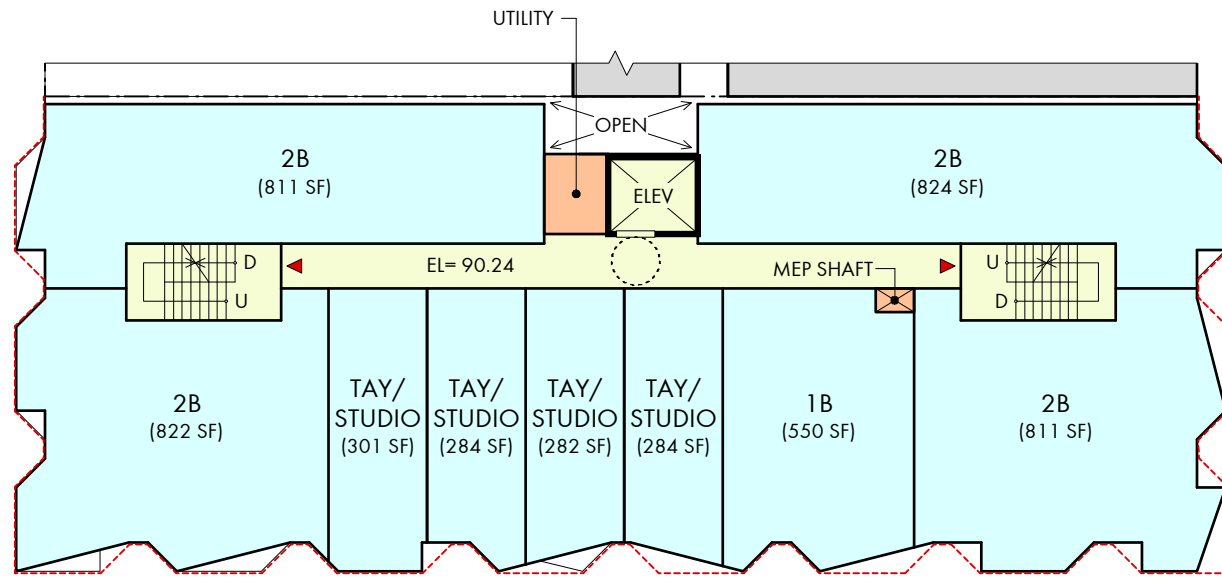 UTILITY
OPEN
2B
(811 SF)
ELEV
2B
(824 SF)
D
U
EL= 90.24
MEP SHAFT
U
D
2B
(822 SF)
TAY/
STUDIO
(301 SF)
TAY/
STUDIO
(284 SF)
TAY/
STUDIO
(282 SF)
TAY/
STUDIO
(284 SF)
1B
(550 SF)
2B
(811 SF)